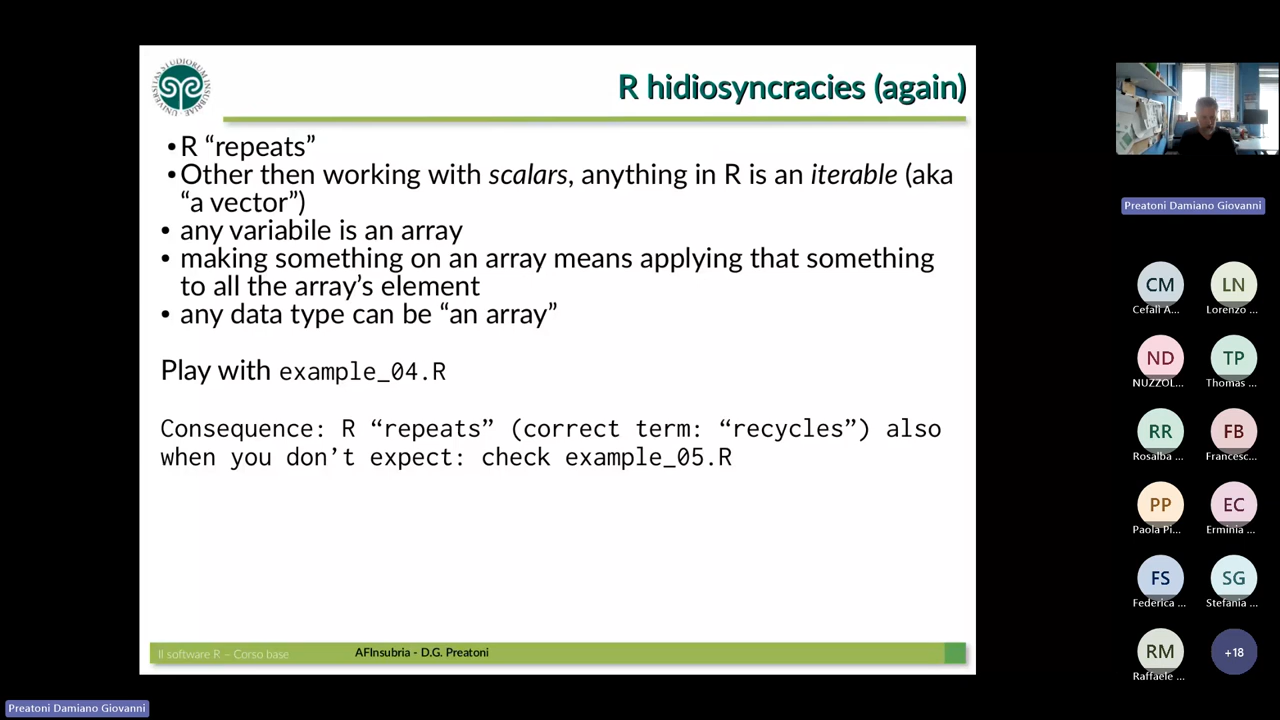 R hidiosyncracies (again)
• R “repeats”
• Other then working with scalars, anything in R is an iterable (aka
“a vector”)
• any variabile is an array
• making something on an array means applying that something
to all the array’s element
• any data type can be “an array”
Play with example_04.R
Consequence: R “repeats” (correct term: “recycles”) also
when you don’t expect: check example_05.R
Il software R – Corso base
AFInsubria - D.G. Preatoni
Preatoni Damiano Giovanni
CM
LN
Cefalì A...
Lorenzo ...
ND
TP
NUZZOL...
Thomas ...
RR
FB
Rosalba ...
Francesc...
PP
EC
Paola Pi...
Erminia ...
FS
SG
Federica ...
Stefania ...
RM
+18
Raffaele ...
Preatoni Damiano Giovanni